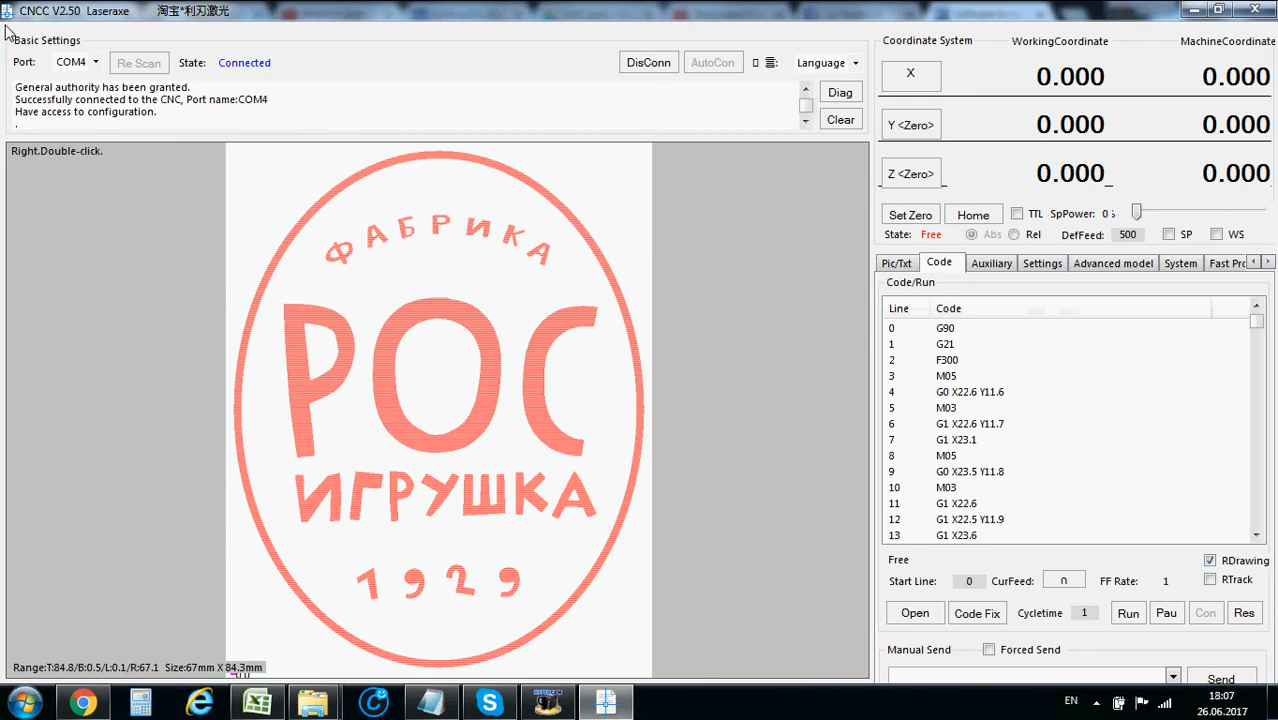 CNCC V2.50 Laseraxe 淘宝*利刃激光
Basic Settings
Port: COM4 Re Scan State: Connected DisConn AutoCon Language
General authority has been granted.
Successfully connected to the CNC, Port name:COM4
Have access to configuration.
.
Diag
Clear
Right.Double-click.
ФАБРИКА
РОС
ИГРУШКА
1929
Range:T:84.8/B:0.5/L:0.1/R:67.1 Size:67mm X 84.3mm
Coordinate System WorkingCoordinate MachineCoordinate
X 0.000 0.000
Y <Zero> 0.000 0.000
Z <Zero> 0.000 0.000
Set Zero Home TTL SpPower: 0%
State: Free Abs Rel DefFeed: 500 SP WS
Pic/Txt Code Auxiliary Settings Advanced model System Fast Prc
Code/Run
Line Code
0 G90
1 G21
2 F300
3 M05
4 G0 X22.6 Y11.6
5 M03
6 G1 X22.6 Y11.7
7 G1 X23.1
8 M05
9 G0 X23.5 Y11.8
10 M03
11 G1 X22.6
12 G1 X22.5 Y11.9
13 G1 X23.6
Free RDrawing
Start Line: 0 CurFeed: 0 FF Rate: 1 RTrack
Open Code Fix Cycletime 1 Run Pau Con Res
Manual Send Forced Send
Send
EN 18:07
26.06.2017